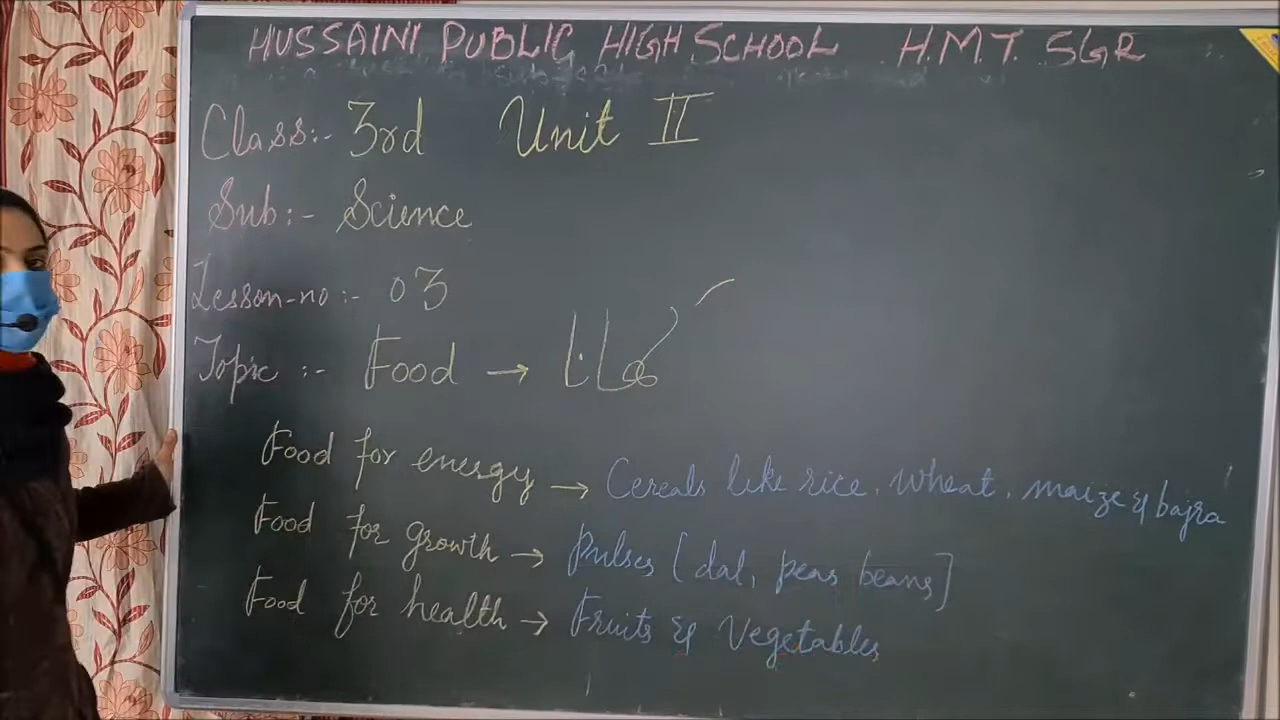 HUSSAINI PUBLIC HIGH SCHOOL H.M.T. SGR
Class:- 3rd Unit II
Sub:- Science
Lesson-no:- 03
Topic :- Food → کھانا
Food for energy → Cereals like rice, wheat, maize & bajra
Food for growth → Pulses [dal, peas beans]
Food for health → Fruits & Vegetables